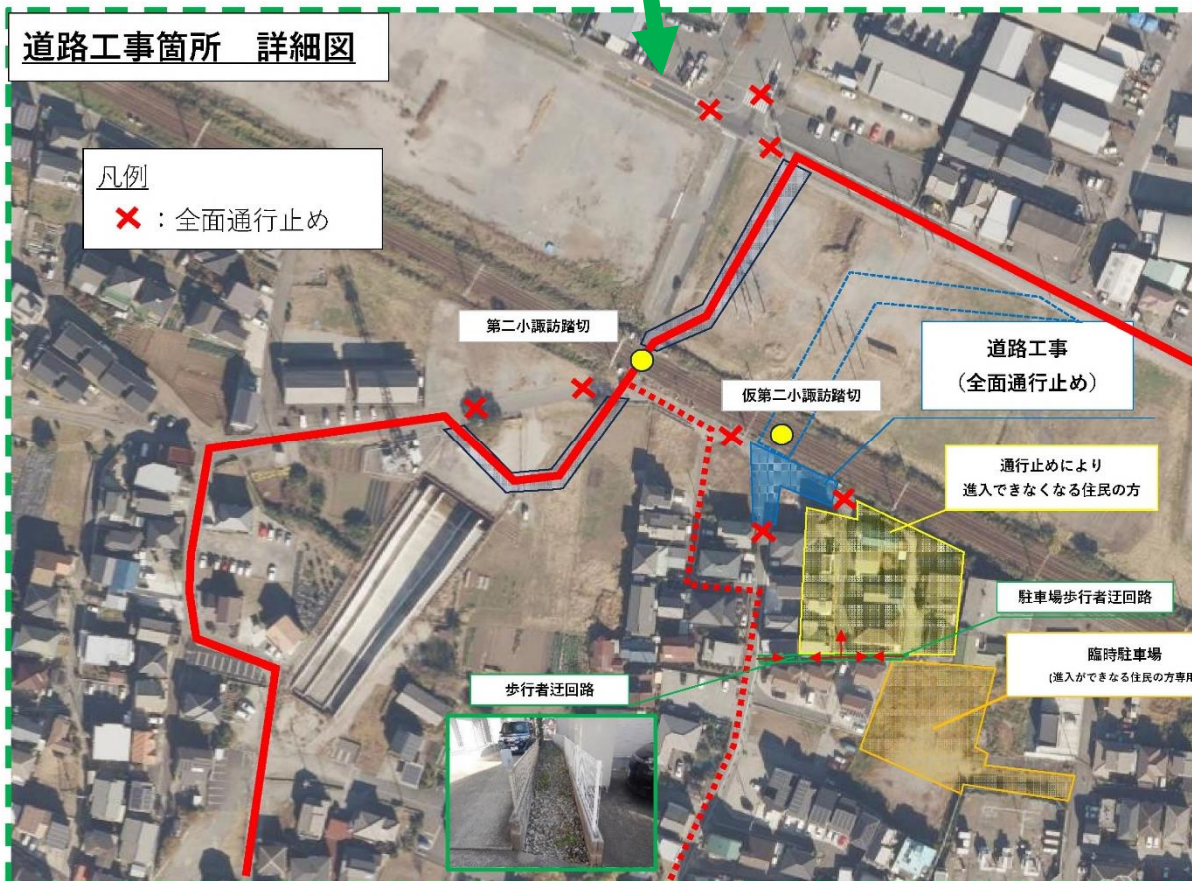 道路工事箇所　詳細図
凡例
×：全面通行止め
第二小諏訪踏切
仮第二小諏訪踏切
道路工事
（全面通行止め）
通行止めにより
進入できなくなる住民の方
駐車場歩行者迂回路
臨時駐車場
(進入ができなる住民の方専用
歩行者迂回路